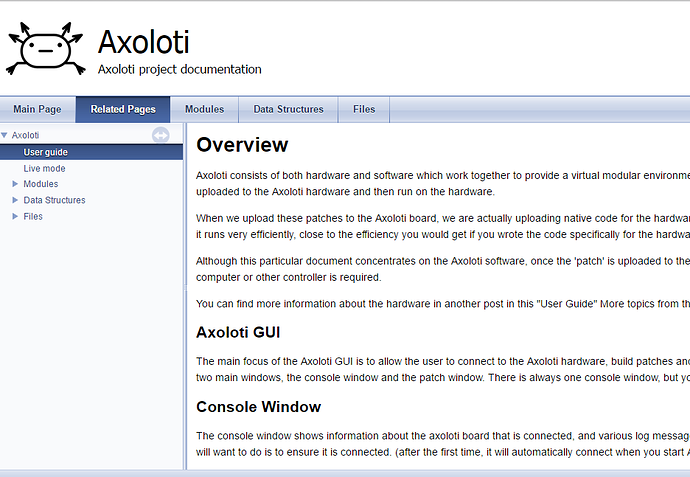 Axoloti
Axoloti project documentation
Main Page Related Pages Modules Data Structures Files
Axoloti
User guide
Live mode
Modules
Data Structures
Files
Overview
Axoloti consists of both hardware and software which work together to provide a virtual modular environme
uploaded to the Axoloti hardware and then run on the hardware.
When we upload these patches to the Axoloti board, we are actually uploading native code for the hardwa
it runs very efficiently, close to the efficiency you would get if you wrote the code specifically for the hardwa
Although this particular document concentrates on the Axoloti software, once the 'patch' is uploaded to the
computer or other controller is required.
You can find more information about the hardware in another post in this "User Guide" More topics from th
Axoloti GUI
The main focus of the Axoloti GUI is to allow the user to connect to the Axoloti hardware, build patches and
two main windows, the console window and the patch window. There is always one console window, but yo
Console Window
The console window shows information about the axoloti board that is connected, and various log messag
will want to do is to ensure it is connected. (after the first time, it will automatically connect when you start A